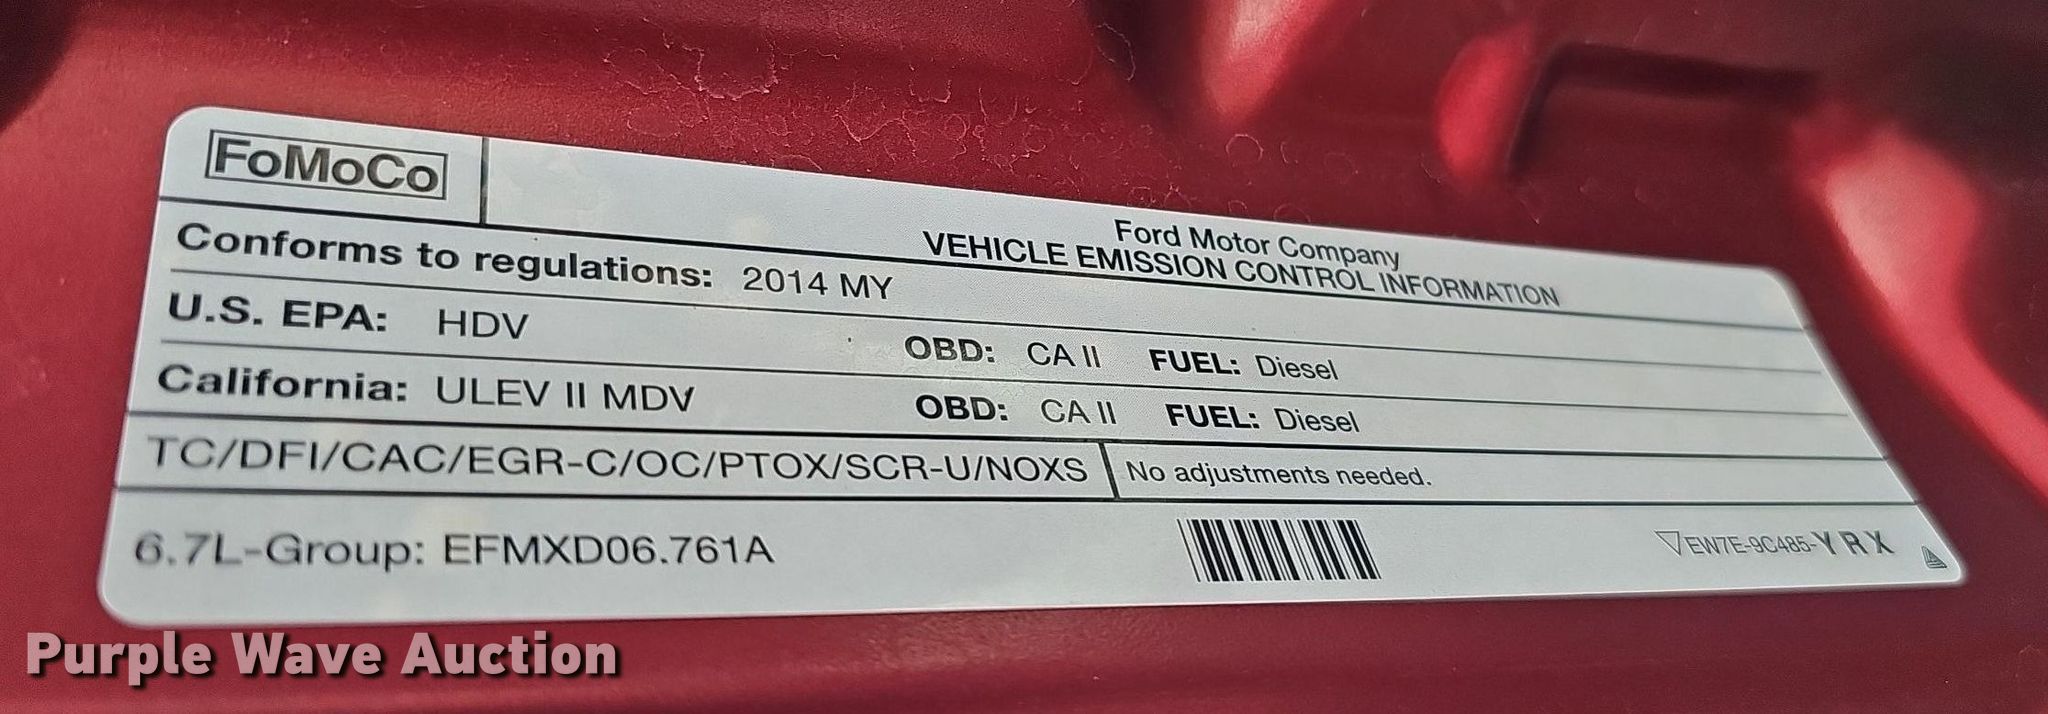 FoMoCo
Ford Motor Company
VEHICLE EMISSION CONTROL INFORMATION
Conforms to regulations: 2014 MY
U.S. EPA: HDV OBD: CA II FUEL: Diesel
California: ULEV II MDV OBD: CA II FUEL: Diesel
TC/DFI/CAC/EGR-C/OC/PTOX/SCR-U/NOXS No adjustments needed.
6.7L-Group: EFMXD06.761A EW7E-9C485-YRX
Purple Wave Auction